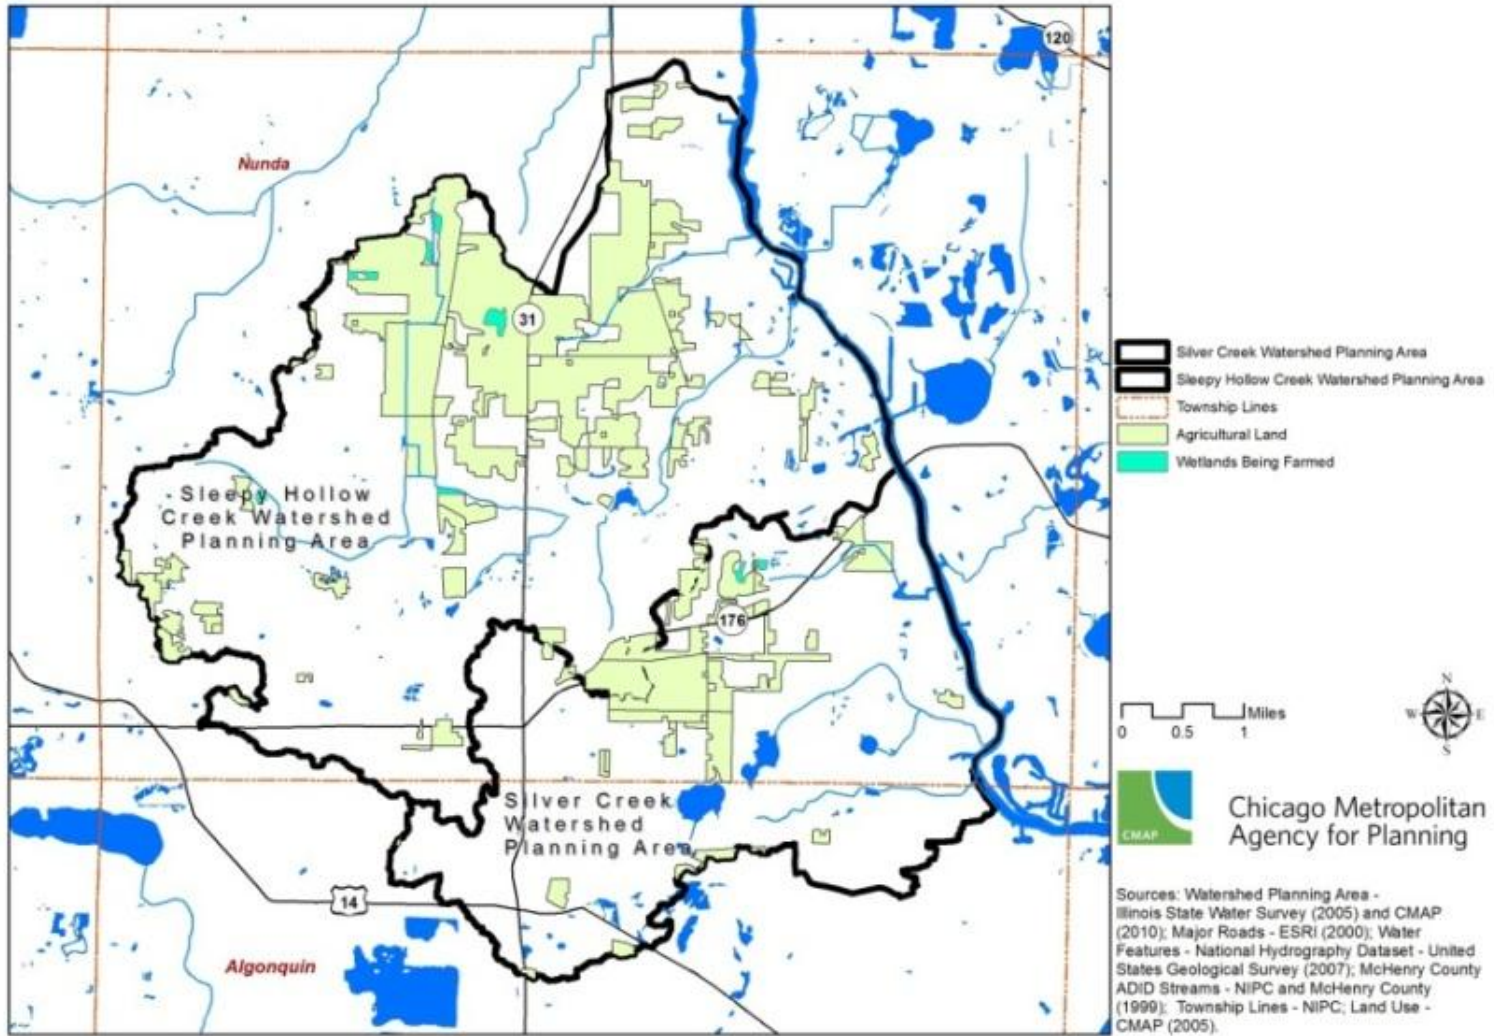 120
Nunda
31
Sleepy Hollow
Creek Watershed
Planning Area
176
Silver Creek
Watershed
Planning Area
14
Algonquin
Silver Creek Watershed Planning Area
Sleepy Hollow Creek Watershed Planning Area
Township Lines
Agricultural Land
Wetlands Being Farmed
N
W E
S
Miles
0 0.5 1
CMAP
Chicago Metropolitan
Agency for Planning
Sources: Watershed Planning Area -
Illinois State Water Survey (2005) and CMAP
(2010); Major Roads - ESRI (2000); Water
Features - National Hydrography Dataset - United
States Geological Survey (2007); McHenry County
ADID Streams - NIPC and McHenry County
(1999); Township Lines - NIPC; Land Use -
CMAP (2005).